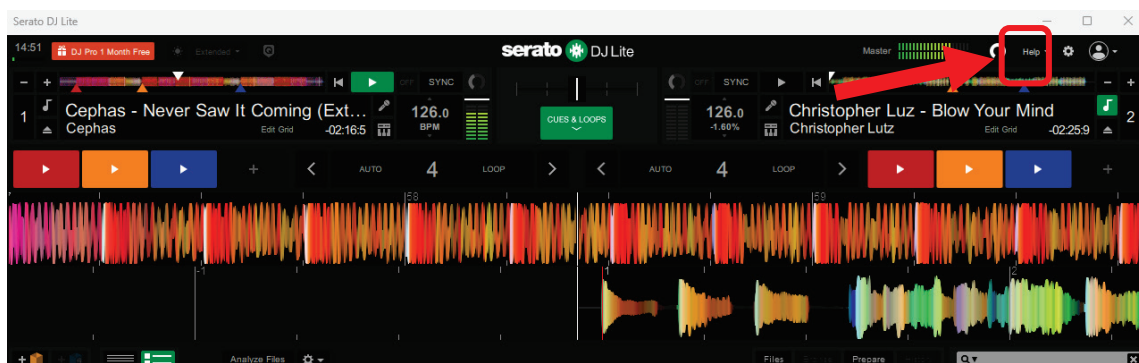 Serato DJ Lite
14:51 DJ Pro 1 Month Free Extended serato DJ Lite Master Help
- + OFF SYNC OFF SYNC - +
1 Cephas - Never Saw It Coming (Ext... 126.0 CUES & LOOPS 126.0 Christopher Luz - Blow Your Mind 2
Cephas Edit Grid -02:16:5 BPM -1.60% Christopher Lutz Edit Grid -02:25:9
+ < AUTO 4 LOOP > < AUTO 4 LOOP > +
58 59
-1 1 2
+ Analyze Files Files Prepare